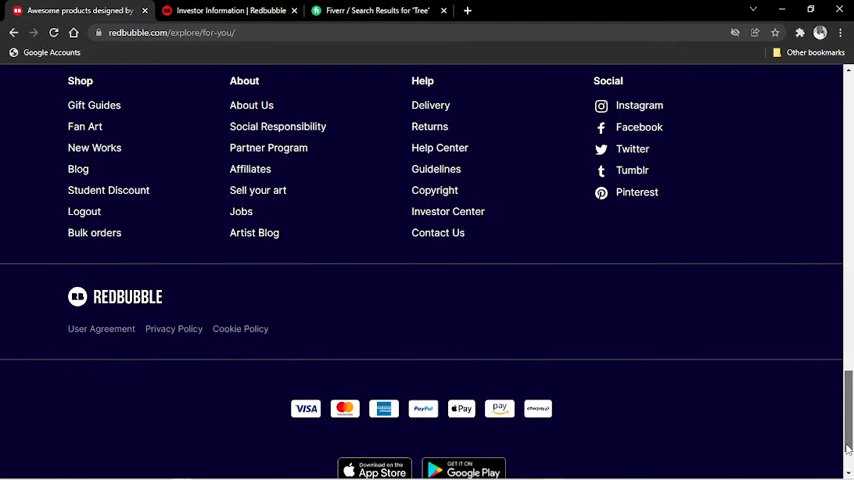 Awesome products designed by
Investor Information | Redbubble
Fiverr / Search Results for 'Tree'
redbubble.com/explore/for-you/
Google Accounts
Other bookmarks
Shop
Gift Guides
Fan Art
New Works
Blog
Student Discount
Logout
Bulk orders
About
About Us
Social Responsibility
Partner Program
Affiliates
Sell your art
Jobs
Artist Blog
Help
Delivery
Returns
Help Center
Guidelines
Copyright
Investor Center
Contact Us
Social
Instagram
Facebook
Twitter
Tumblr
Pinterest
RB REDBUBBLE
User Agreement Privacy Policy Cookie Policy
VISA
PayPal
Pay
pay
afterpay
Download on the
App Store
GET IT ON
Google Play